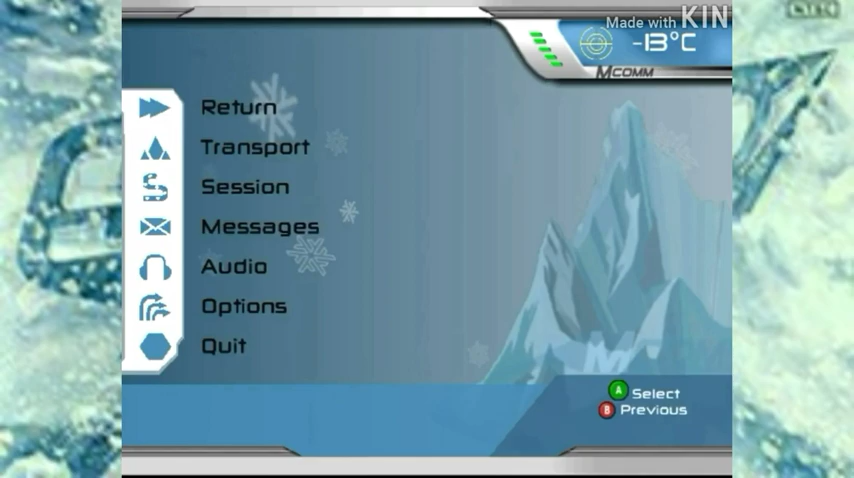 Made with KIN
-13°C
MCOMM
Return
Transport
Session
Messages
Audio
Options
Quit
A Select
B Previous